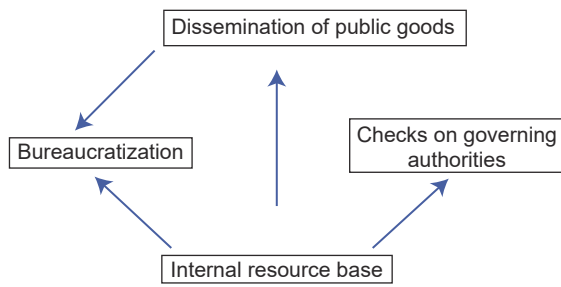 Dissemination of public goods
Bureaucratization
Checks on governing
authorities
Internal resource base